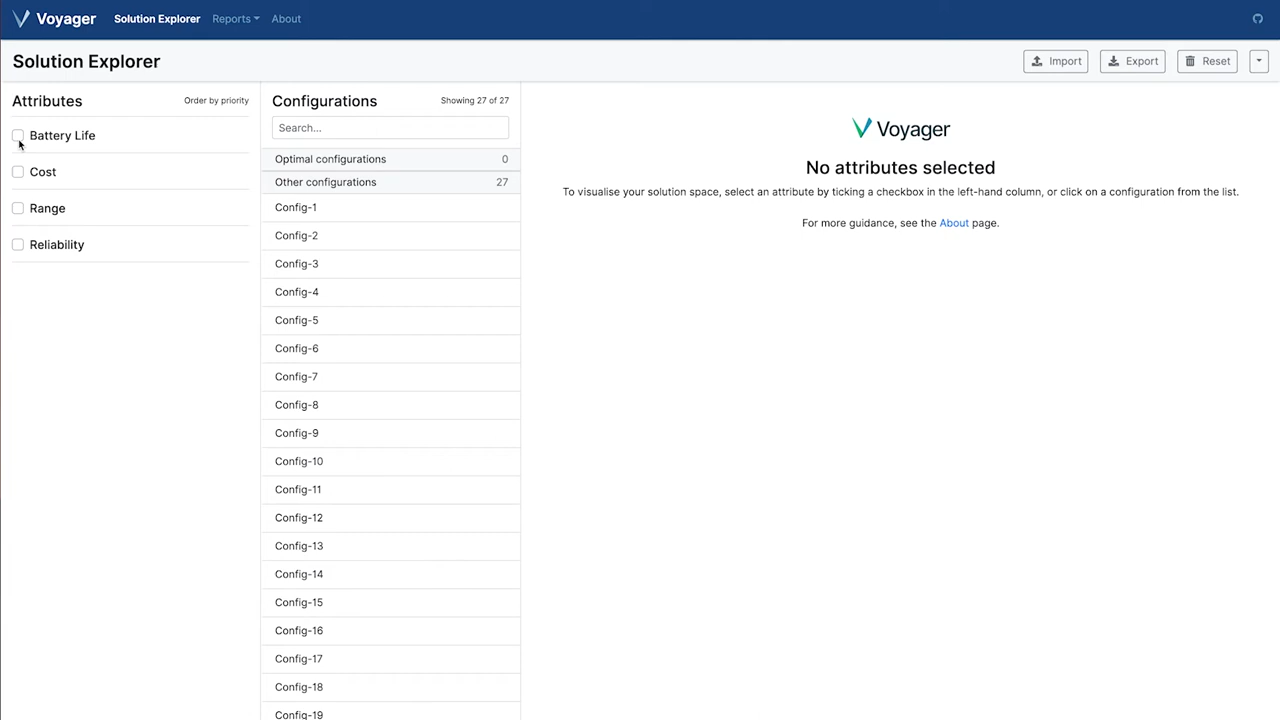 Voyager
Solution Explorer
Reports
About
Solution Explorer
Import
Export
Reset
Attributes
Order by priority
Battery Life
Cost
Range
Reliability
Configurations
Showing 27 of 27
Search...
Optimal configurations 0
Other configurations 27
Config-1
Config-2
Config-3
Config-4
Config-5
Config-6
Config-7
Config-8
Config-9
Config-10
Config-11
Config-12
Config-13
Config-14
Config-15
Config-16
Config-17
Config-18
Config-19
Voyager
No attributes selected
To visualise your solution space, select an attribute by ticking a checkbox in the left-hand column, or click on a configuration from the list.
For more guidance, see the About page.